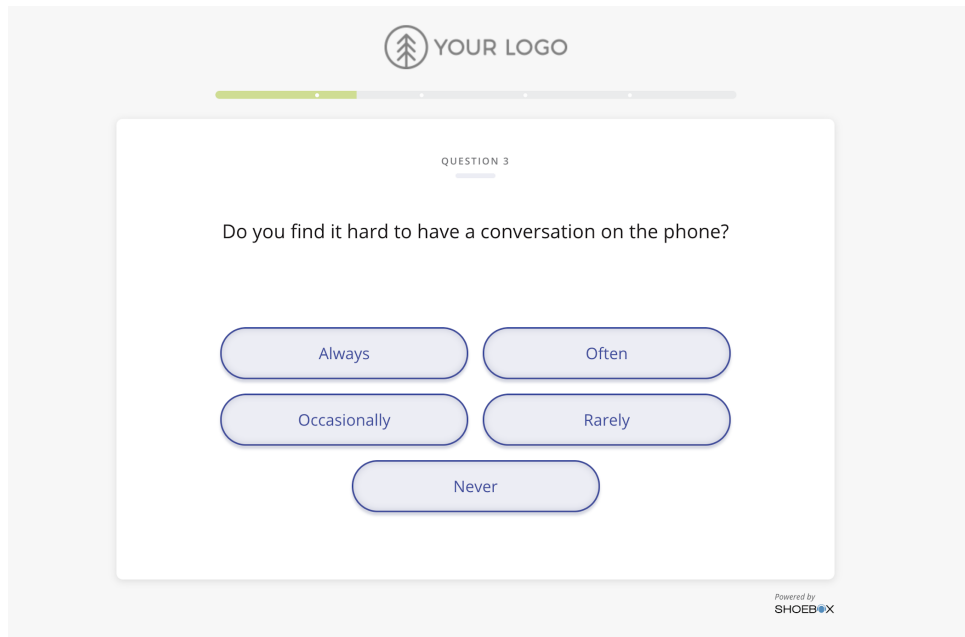 YOUR LOGO
QUESTION 3
Do you find it hard to have a conversation on the phone?
Always
Often
Occasionally
Rarely
Never
Powered by
SHOEBOX